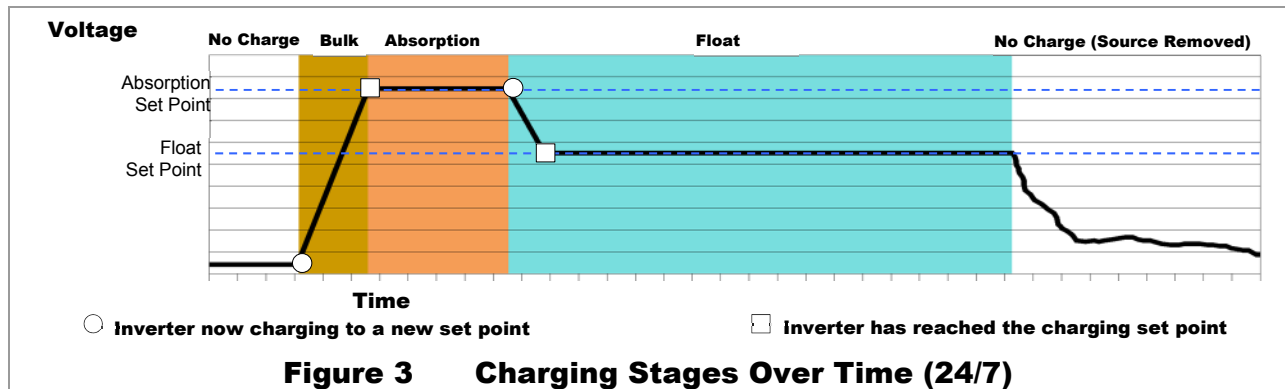 Voltage
No Charge Bulk Absorption Float No Charge (Source Removed)
Absorption
Set Point
Float
Set Point
Time
Inverter now charging to a new set point
Inverter has reached the charging set point
Figure 3 Charging Stages Over Time (24/7)